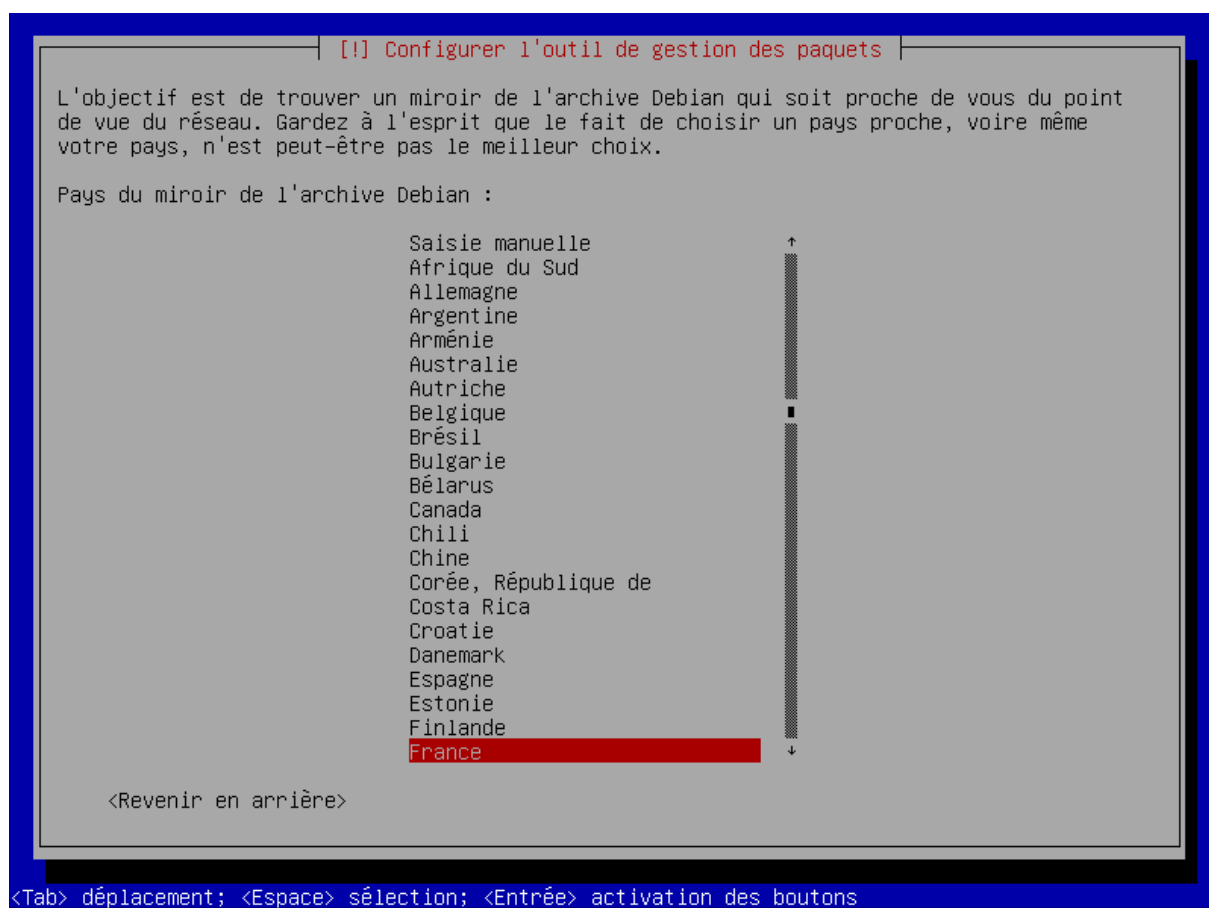 [!] Configurer l'outil de gestion des paquets
L'objectif est de trouver un miroir de l'archive Debian qui soit proche de vous du point
de vue du réseau. Gardez à l'esprit que le fait de choisir un pays proche, voire même
votre pays, n'est peut-être pas le meilleur choix.
Pays du miroir de l'archive Debian :
Saisie manuelle
Afrique du Sud
Allemagne
Argentine
Arménie
Australie
Autriche
Belgique
Brésil
Bulgarie
Bélarus
Canada
Chili
Chine
Corée, République de
Costa Rica
Croatie
Danemark
Espagne
Estonie
Finlande
France
<Revenir en arrière>
<Tab> déplacement; <Espace> sélection; <Entrée> activation des boutons